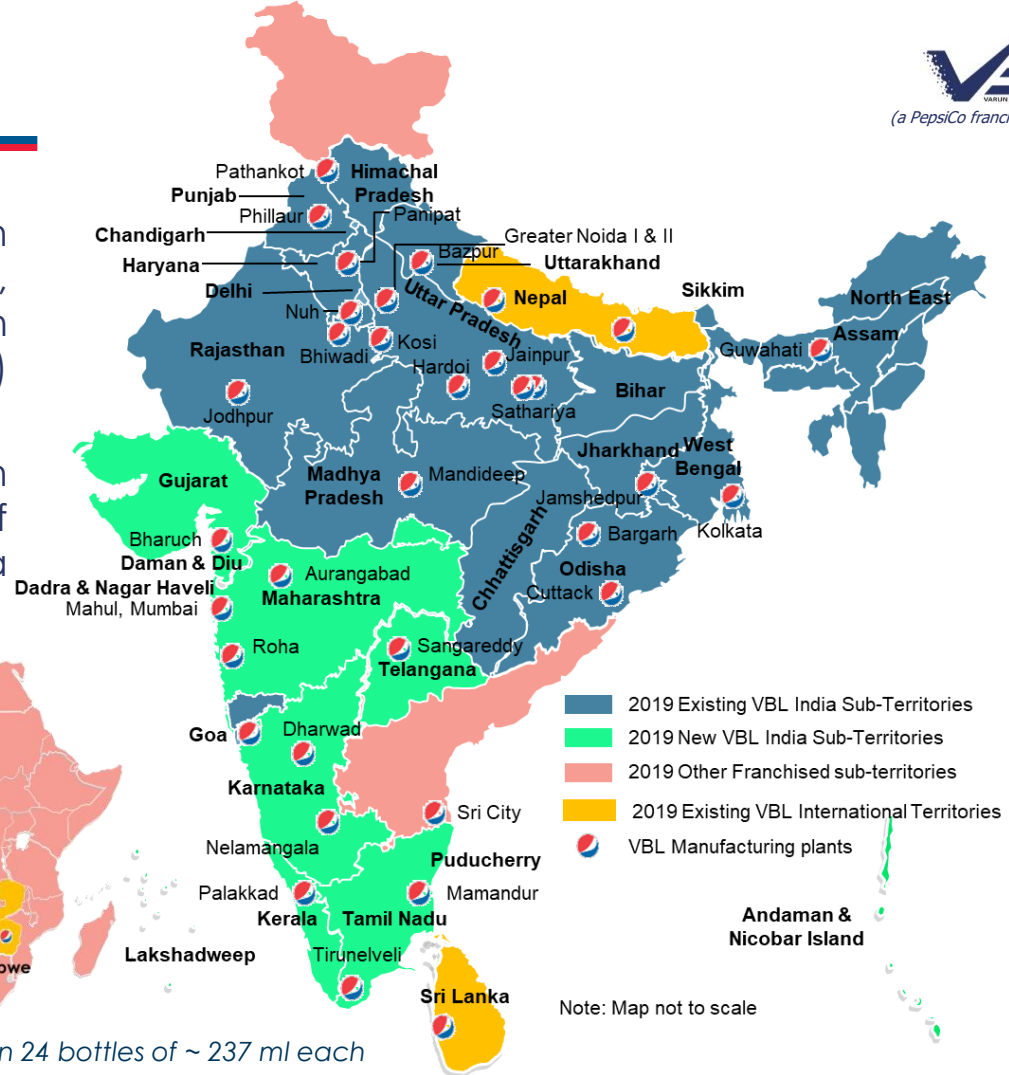 VARUN
(a PepsiCo franc
n
,
n
)
n
f
a
Pathankot
Himachal
Pradesh
Punjab
Phillaur
Panipat
Chandigarh
Greater Noida I & II
Bazpur
Haryana
Uttarakhand
Delhi
Uttar Pradesh
Nepal
Sikkim
North East
Nuh
Assam
Kosi
Guwahati
Rajasthan
Bhiwadi
Jainpur
Hardoi
Bihar
Jodhpur
Sathariya
Jharkhand
West
Bengal
Gujarat
Madhya
Pradesh
Mandideep
Jamshedpur
Kolkata
Bharuch
Bargarh
Chhattisgarh
Daman & Diu
Aurangabad
Odisha
Dadra & Nagar Haveli
Maharashtra
Cuttack
Mahul, Mumbai
Roha
Sangareddy
Telangana
2019 Existing VBL India Sub-Territories
Goa
Dharwad
2019 New VBL India Sub-Territories
2019 Other Franchised sub-territories
Karnataka
2019 Existing VBL International Territories
Sri City
Nelamangala
VBL Manufacturing plants
Puducherry
Palakkad
Mamandur
Kerala
Tamil Nadu
Andaman &
Nicobar Island
Lakshadweep
Tirunelveli
owe
Sri Lanka
Note: Map not to scale
n 24 bottles of ~ 237 ml each